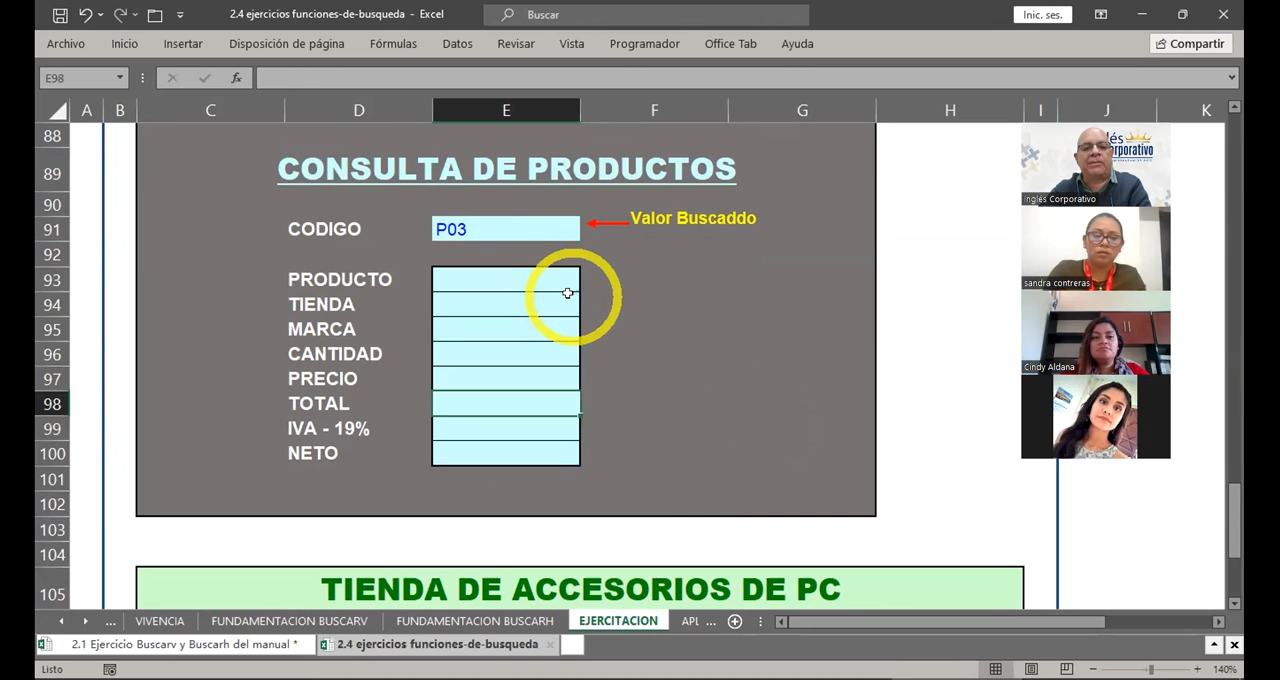 2.4 ejercicios funciones-de-busqueda - Excel
Buscar
Inic. ses.
Archivo Inicio Insertar Disposición de página Fórmulas Datos Revisar Vista Programador Office Tab Ayuda
Compartir
E98
fx
A B C D E F G H I J K
88
89 CONSULTA DE PRODUCTOS
90
91 CODIGO P03 Valor Buscaddo
92
93 PRODUCTO
94 TIENDA
95 MARCA
96 CANTIDAD
97 PRECIO
98 TOTAL
99 IVA - 19%
100 NETO
101
102
103
104
105 TIENDA DE ACCESORIOS DE PC
Inglés Corporativo
sandra contreras
Cindy Aldana
... VIVENCIA FUNDAMENTACION BUSCARV FUNDAMENTACION BUSCARH EJERCITACION APL ...
2.1 Ejercicio Buscarv y Buscarh del manual *
2.4 ejercicios funciones-de-busqueda
Listo
140%